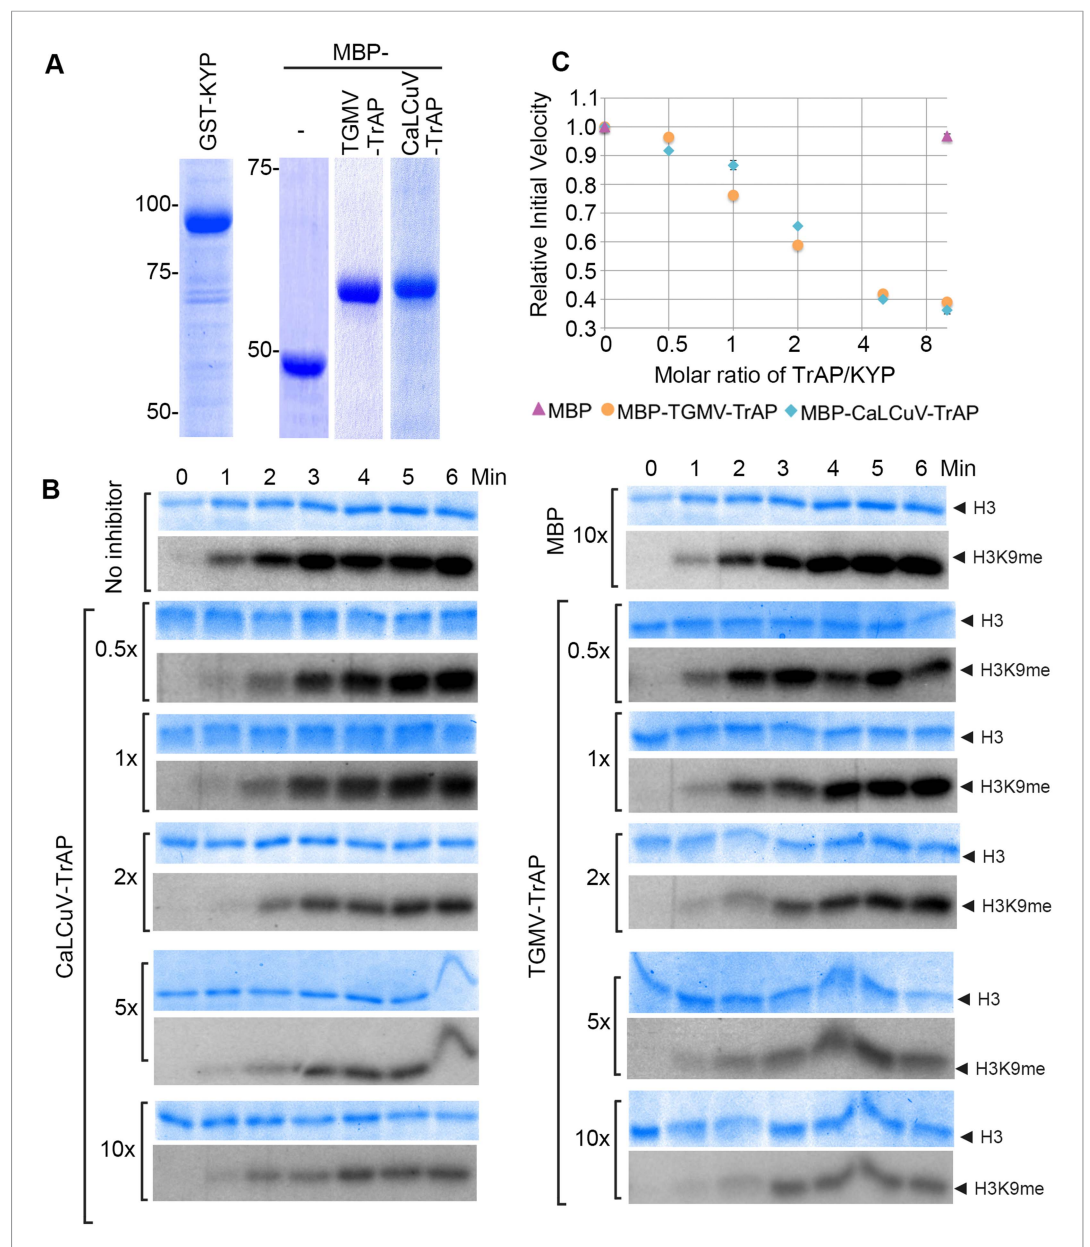 A
GST-KYP
MBP-
-
TGMV
-TrAP
CaLCuV
-TrAP
100-
75-
50-
75-
50-
C
Relative Initial Velocity
1.1
1.0
0.9
0.8
0.7
0.6
0.5
0.4
0.3
0 0.5 1 2 4 8
Molar ratio of TrAP/KYP
MBP MBP-TGMV-TrAP MBP-CaLCuV-TrAP
B
0 1 2 3 4 5 6 Min
No inhibitor
CaLCuV-TrAP
0.5x
1x
2x
5x
10x
0 1 2 3 4 5 6 Min
MBP
10x
H3
H3K9me
TGMV-TrAP
0.5x
H3
H3K9me
1x
H3
H3K9me
2x
H3
H3K9me
5x
H3
H3K9me
10x
H3
H3K9me